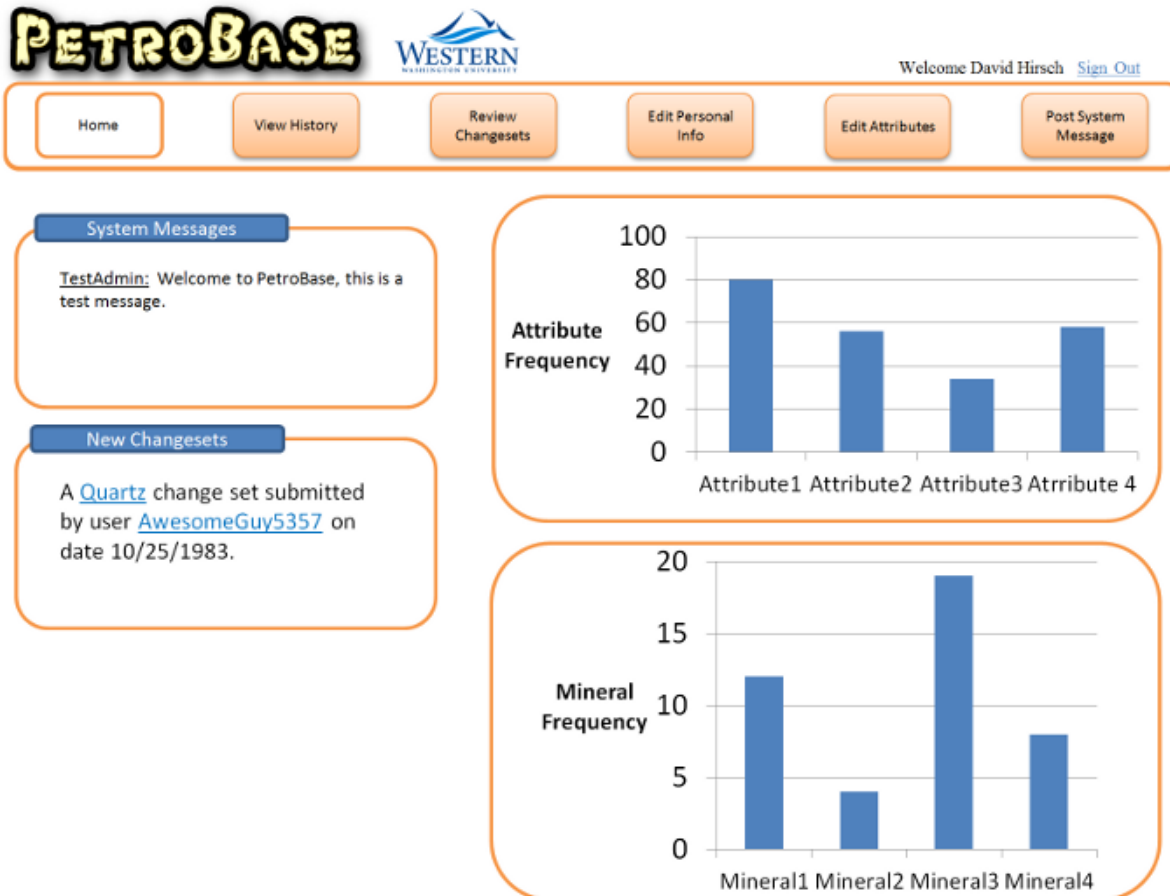 PETROBASE
WESTERN
WASHINGTON UNIVERSITY
Welcome David Hirsch Sign Out
Home
View History
Review
Changesets
Edit Personal
Info
Edit Attributes
Post System
Message
System Messages
TestAdmin: Welcome to PetroBase, this is a
test message.
New Changesets
A Quartz change set submitted
by user AwesomeGuy5357 on
date 10/25/1983.
Attribute
Frequency
100
80
60
40
20
0
Attribute1 Attribute2 Attribute3 Atrribute 4
Mineral
Frequency
20
15
10
5
0
Mineral1 Mineral2 Mineral3 Mineral4